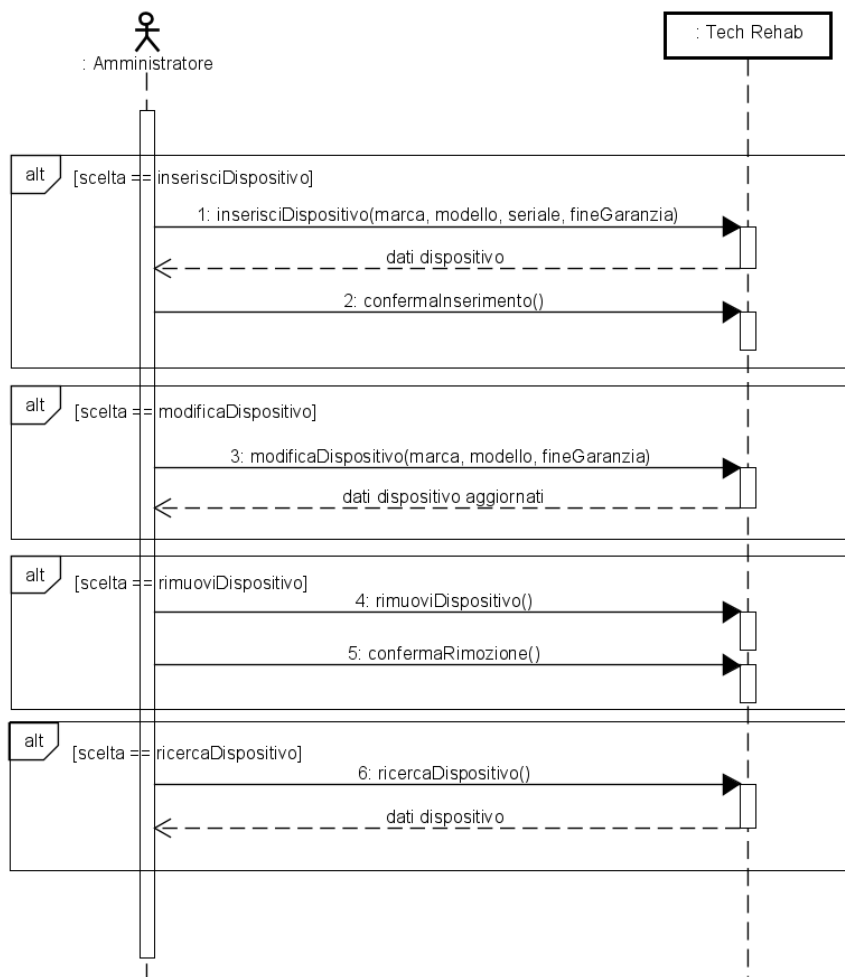 : Amministratore
: Tech Rehab
alt
[scelta == inserisciDispositivo]
1: inserisciDispositivo(marca, modello, seriale, fineGaranzia)
dati dispositivo
2: confermaInserimento()
alt
[scelta == modificaDispositivo]
3: modificaDispositivo(marca, modello, fineGaranzia)
dati dispositivo aggiornati
alt
[scelta == rimuoviDispositivo]
4: rimuoviDispositivo()
5: confermaRimozione()
alt
[scelta == ricercaDispositivo]
6: ricercaDispositivo()
dati dispositivo